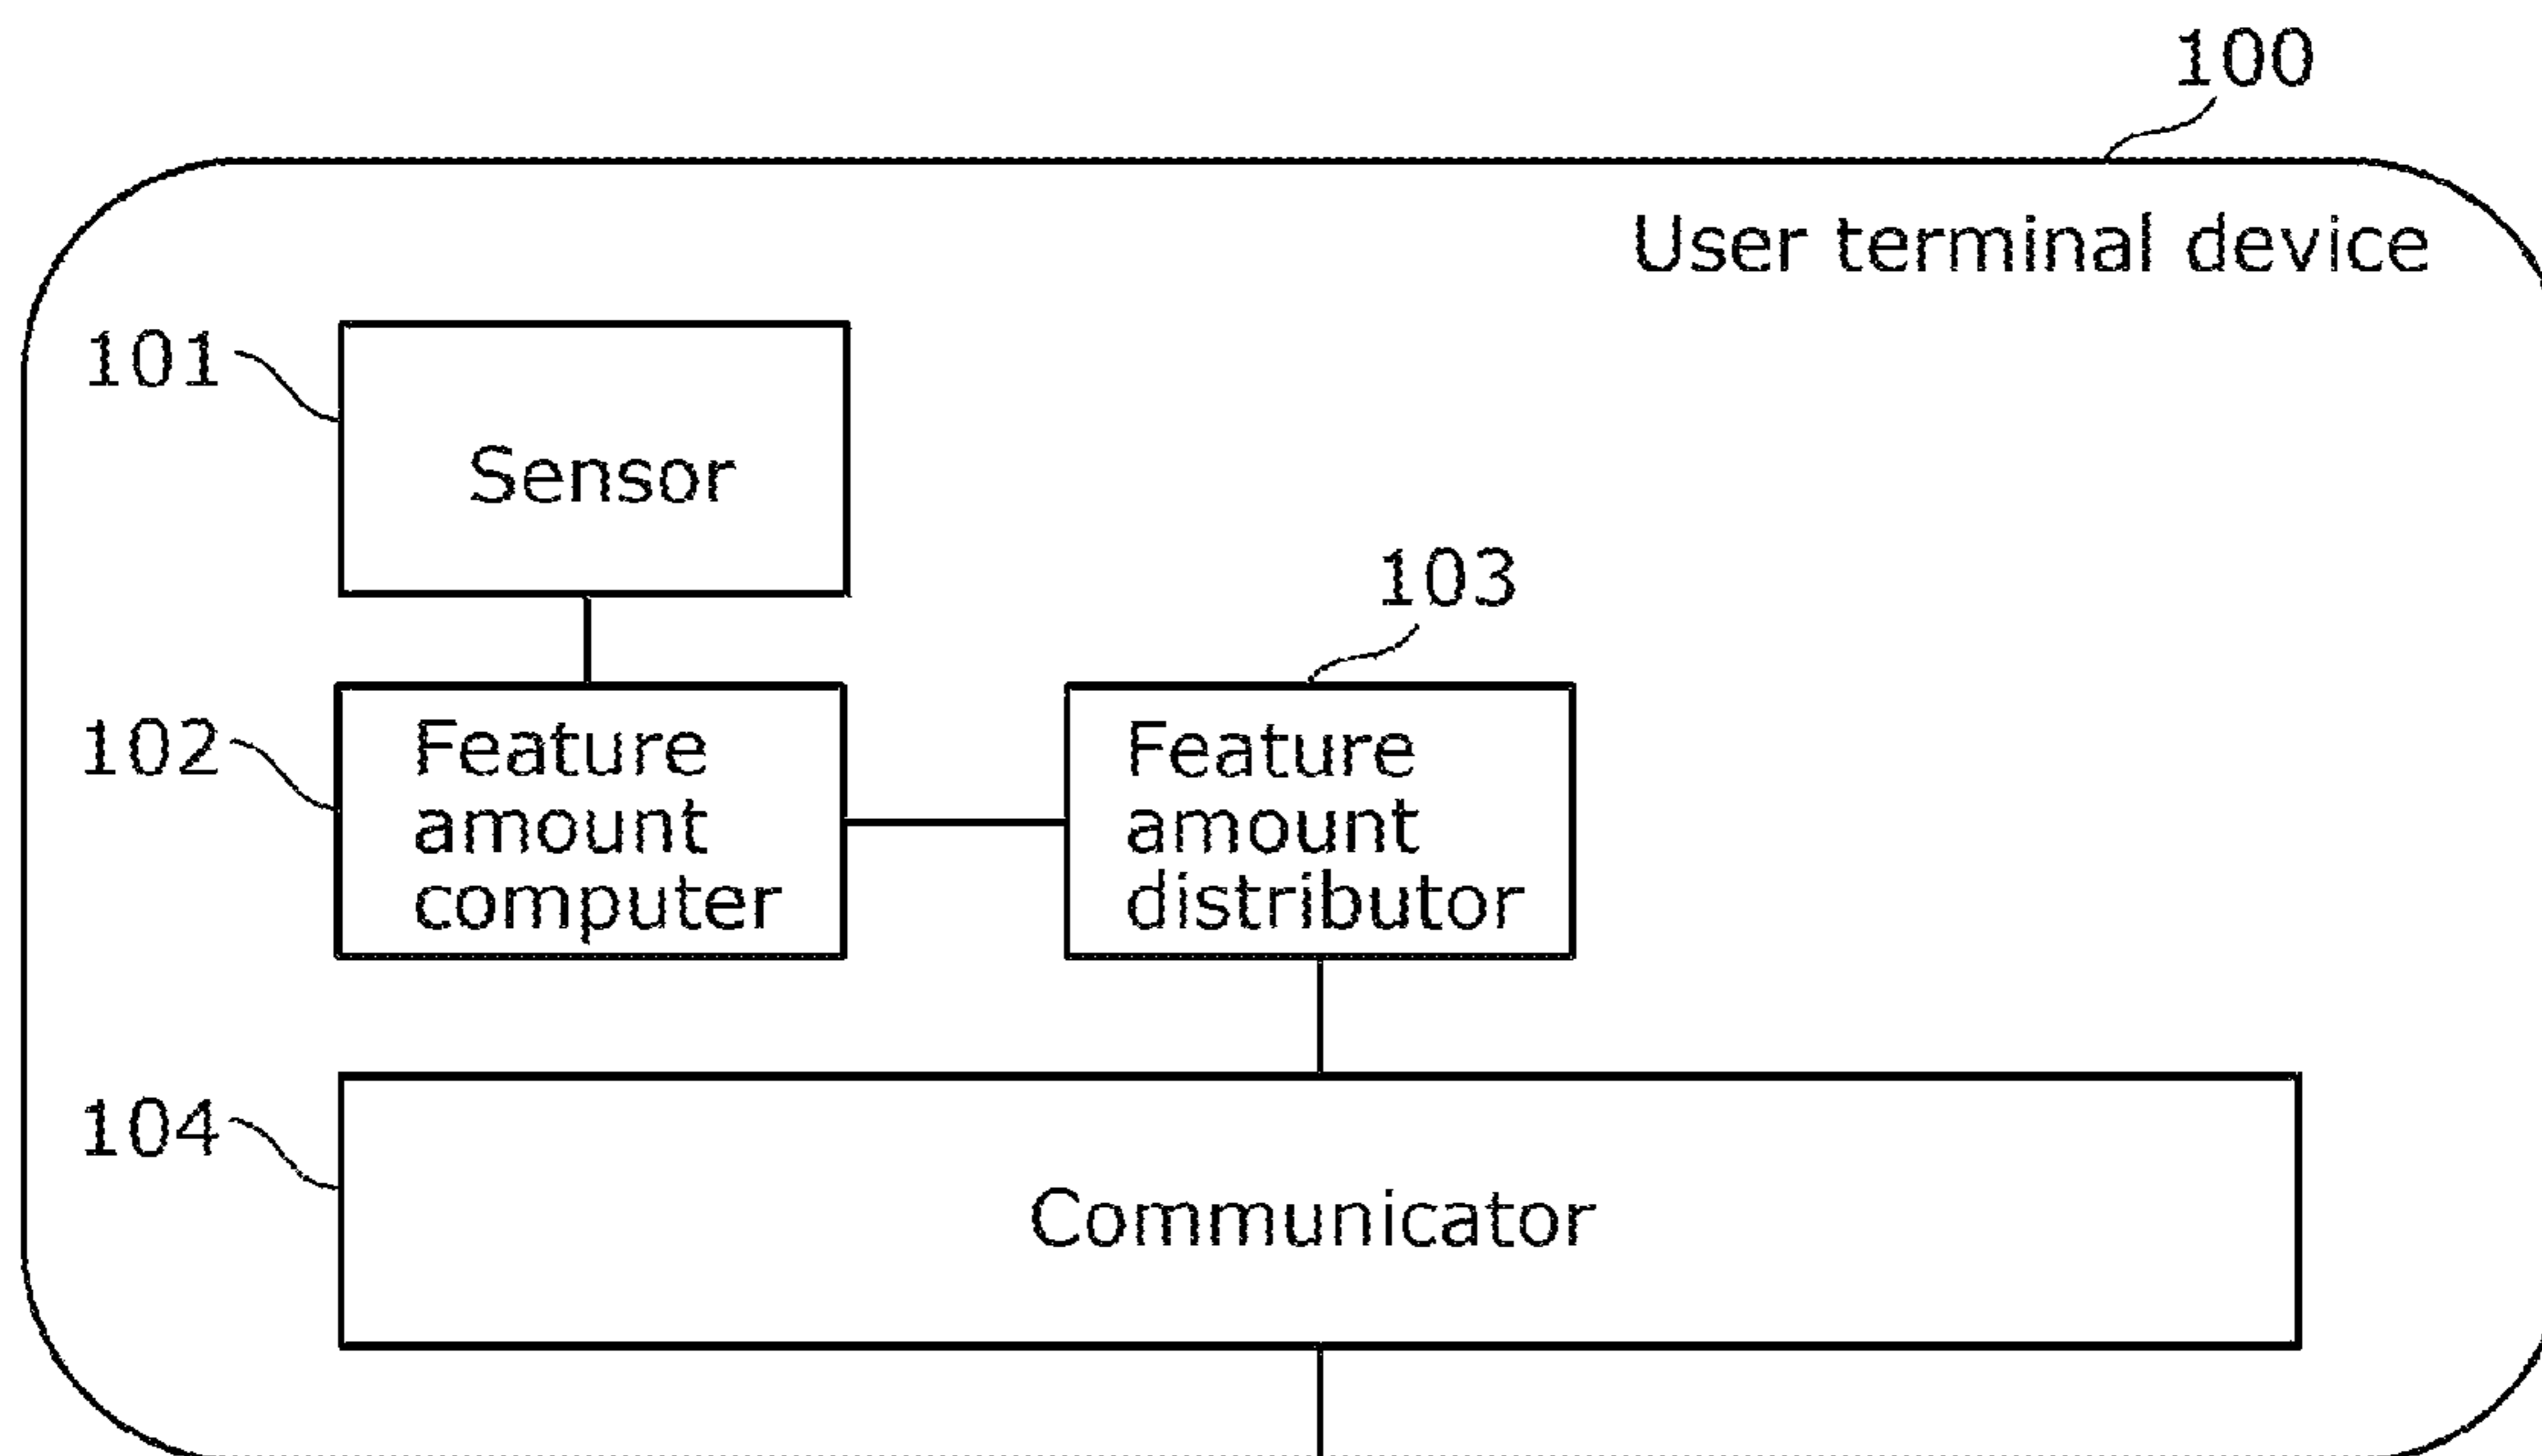 100
User terminal device
101
Sensor
103
102
Feature
amount
computer
Feature
amount
distributor
104
Communicator